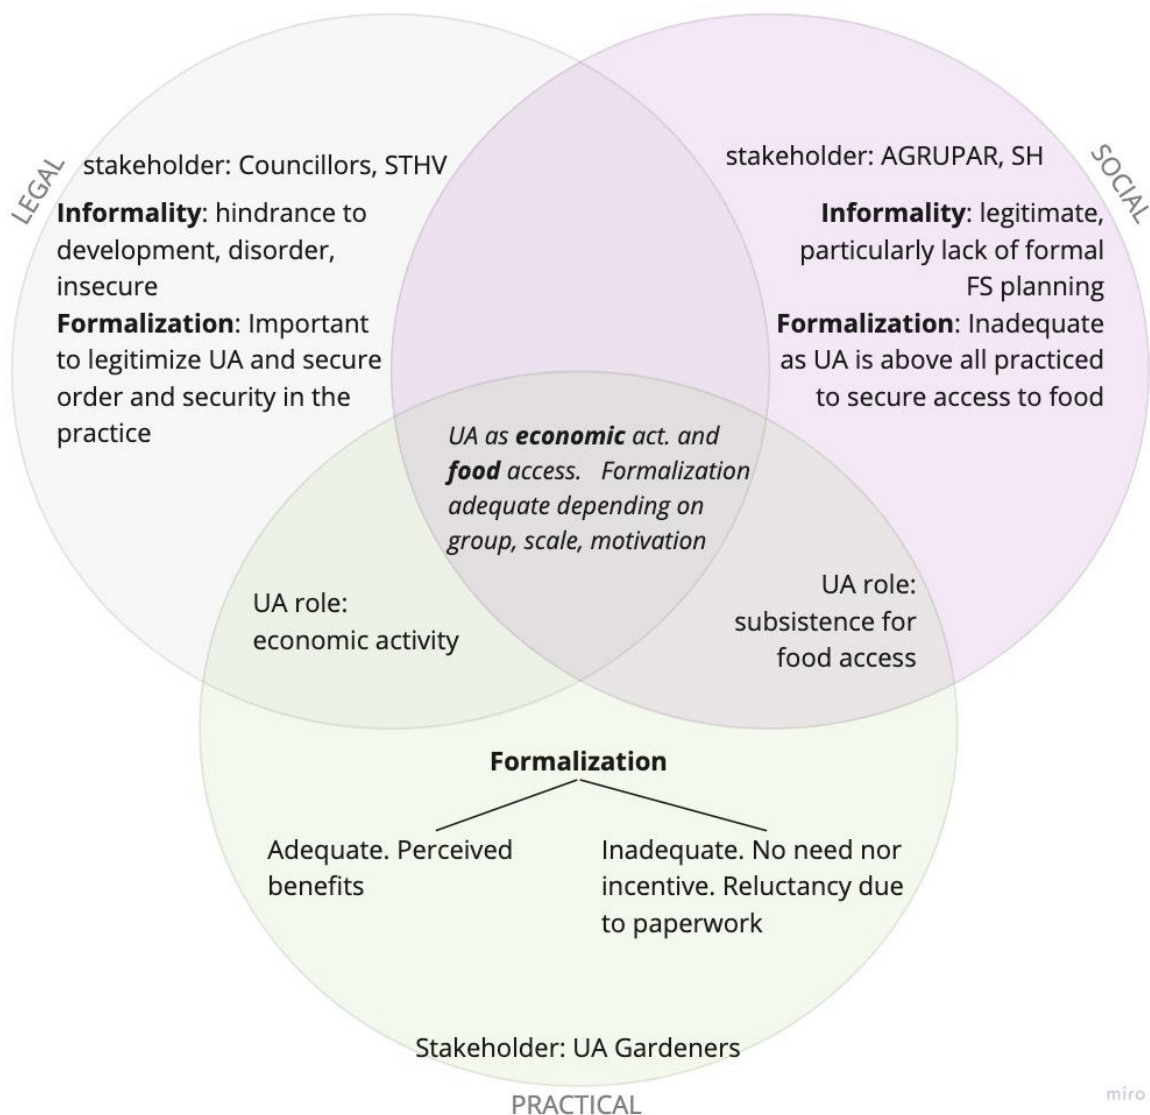 LEGAL
stakeholder: Councillors, STHV
Informality: hindrance to
development, disorder,
insecure
Formalization: Important
to legitimize UA and secure
order and security in the
practice
SOCIAL
stakeholder: AGRUPAR, SH
Informality: legitimate,
particularly lack of formal
FS planning
Formalization: Inadequate
as UA is above all practiced
to secure access to food
UA as economic act. and
food access. Formalization
adequate depending on
group, scale, motivation
UA role:
economic activity
UA role:
subsistence for
food access
Formalization
Adequate. Perceived
benefits
Inadequate. No need nor
incentive. Reluctancy due
to paperwork
Stakeholder: UA Gardeners
PRACTICAL
miro